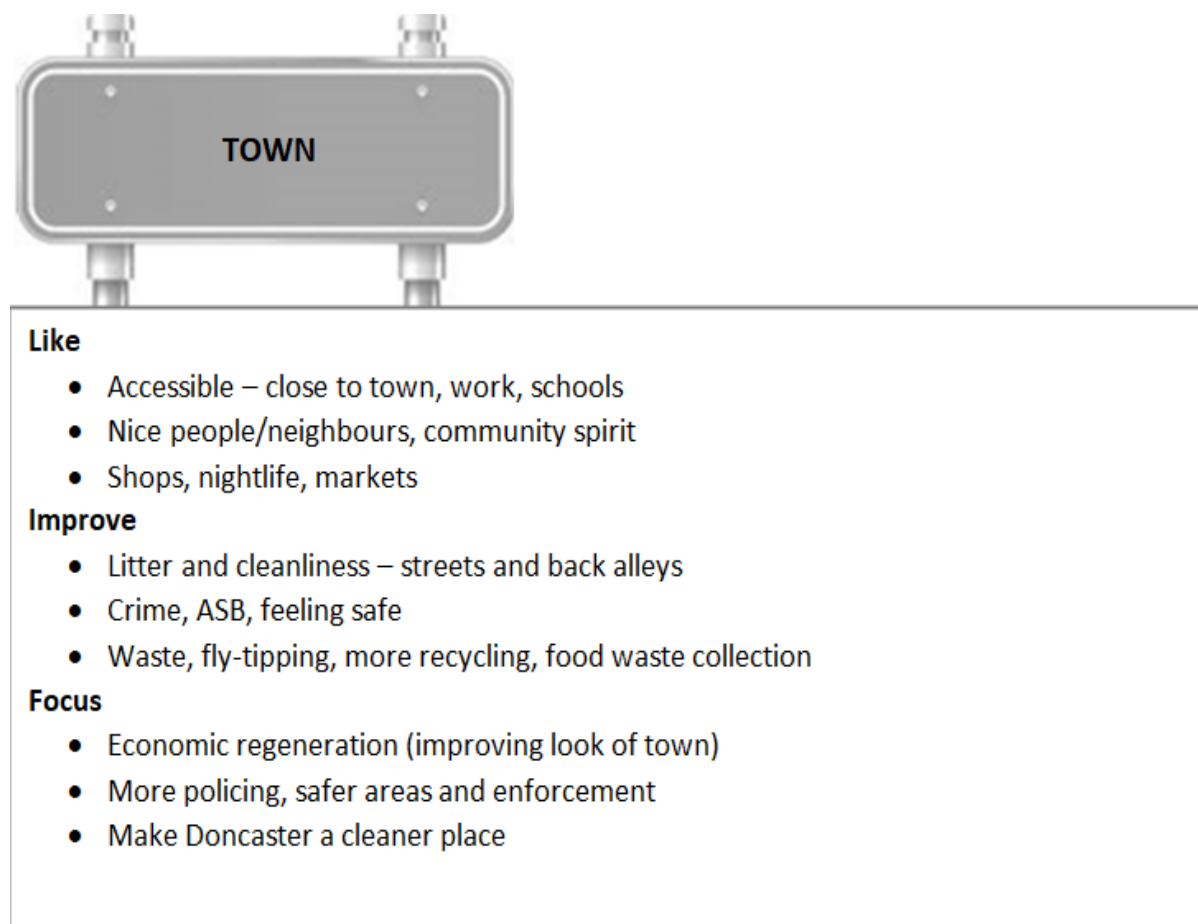 TOWN
Like
• Accessible – close to town, work, schools
• Nice people/neighbours, community spirit
• Shops, nightlife, markets
Improve
• Litter and cleanliness – streets and back alleys
• Crime, ASB, feeling safe
• Waste, fly-tipping, more recycling, food waste collection
Focus
• Economic regeneration (improving look of town)
• More policing, safer areas and enforcement
• Make Doncaster a cleaner place